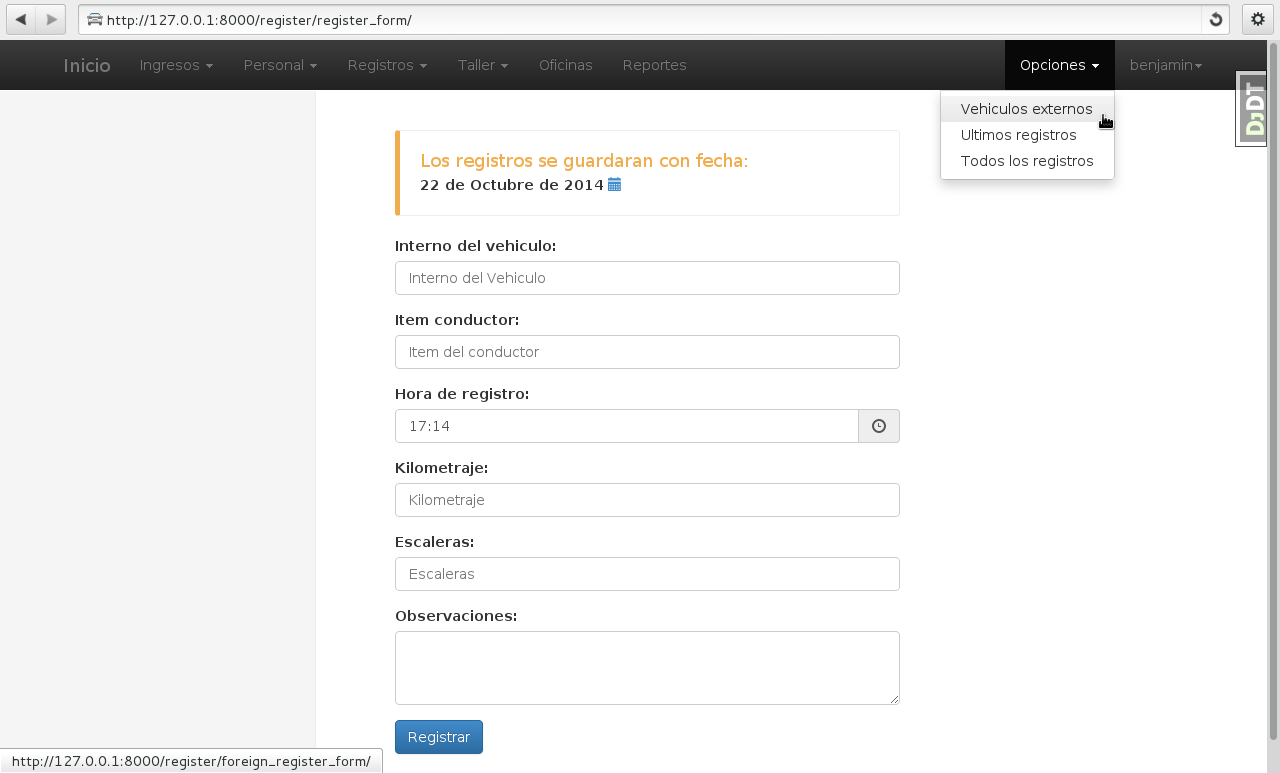 http://127.0.0.1:8000/register/register_form/
Inicio Ingresos Personal Registros Taller Oficinas Reportes Opciones benjamin
Vehiculos externos
Ultimos registros
Todos los registros
DJDT
Los registros se guardaran con fecha:
22 de Octubre de 2014
Interno del vehiculo:
Interno del Vehiculo
Item conductor:
Item del conductor
Hora de registro:
17:14
Kilometraje:
Kilometraje
Escaleras:
Escaleras
Observaciones:
Registrar
http://127.0.0.1:8000/register/foreign_register_form/